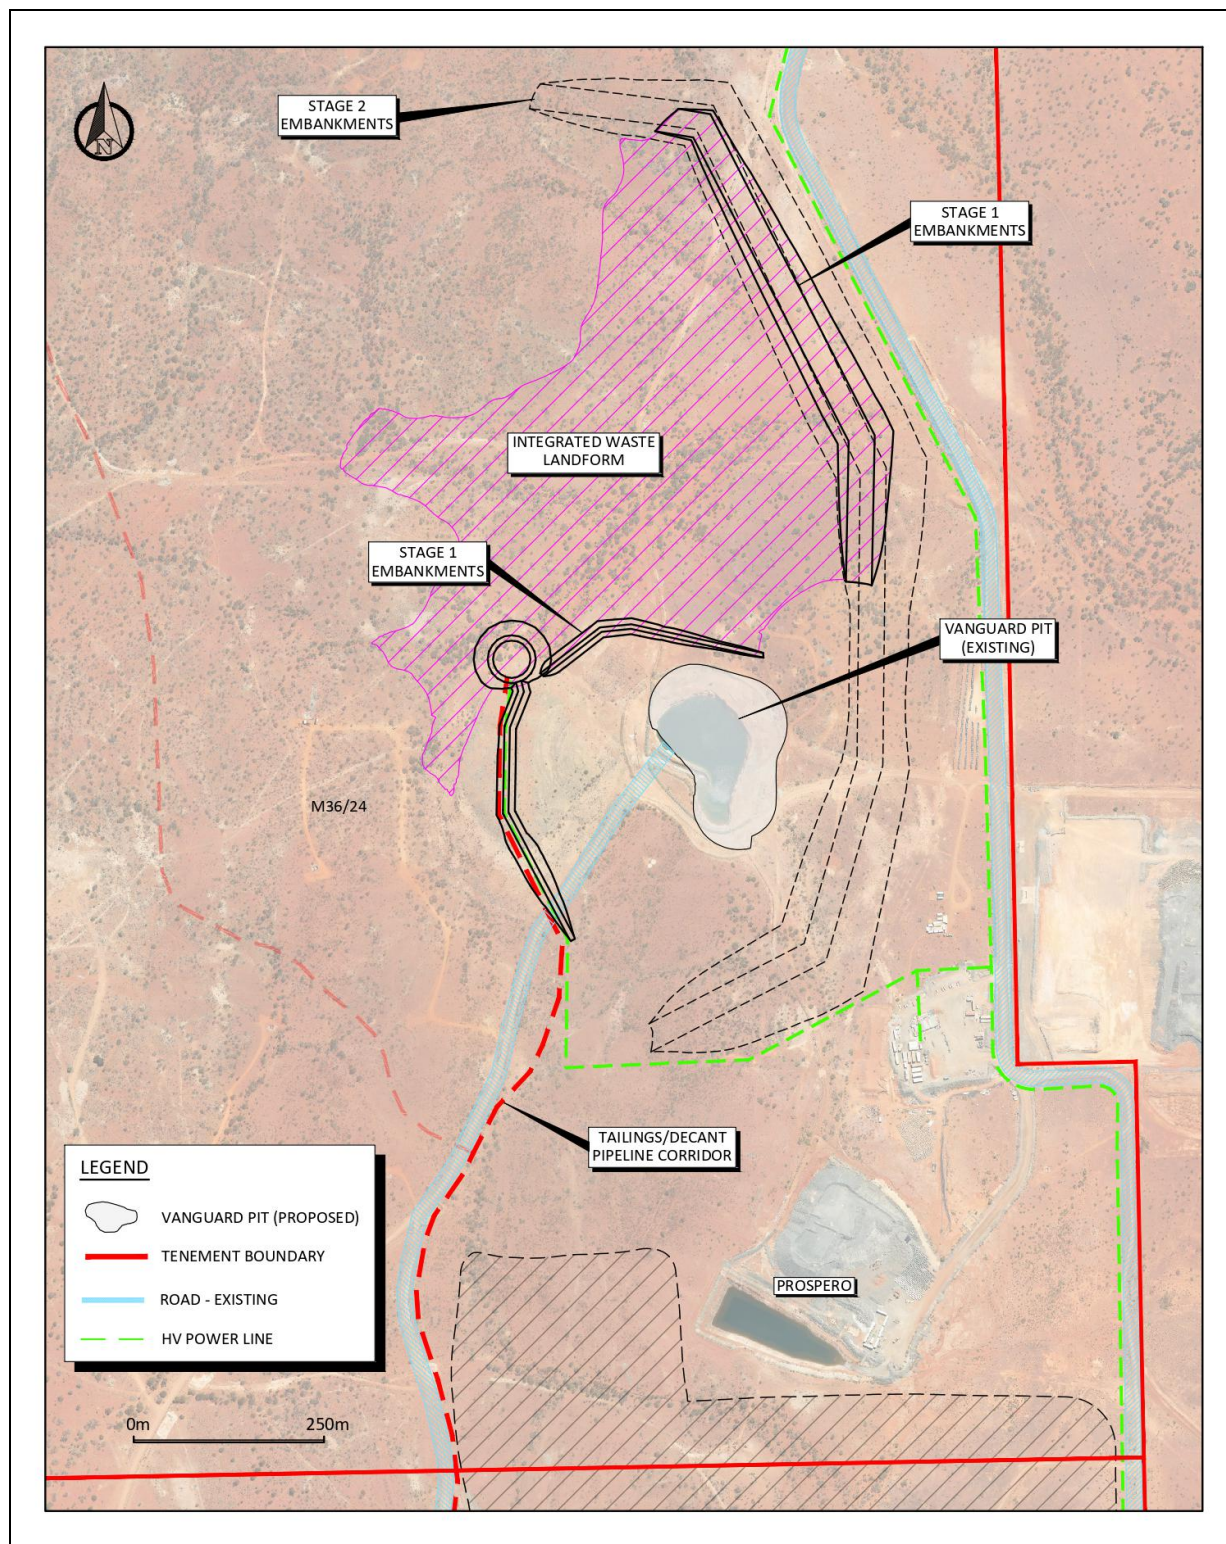 N
STAGE 2
EMBANKMENTS
STAGE 1
EMBANKMENTS
INTEGRATED WASTE
LANDFORM
STAGE 1
EMBANKMENTS
VANGUARD PIT
(EXISTING)
M36/24
TAILINGS/DECANT
PIPELINE CORRIDOR
PROSPERO
LEGEND
VANGUARD PIT (PROPOSED)
TENEMENT BOUNDARY
ROAD - EXISTING
HV POWER LINE
0m 250m